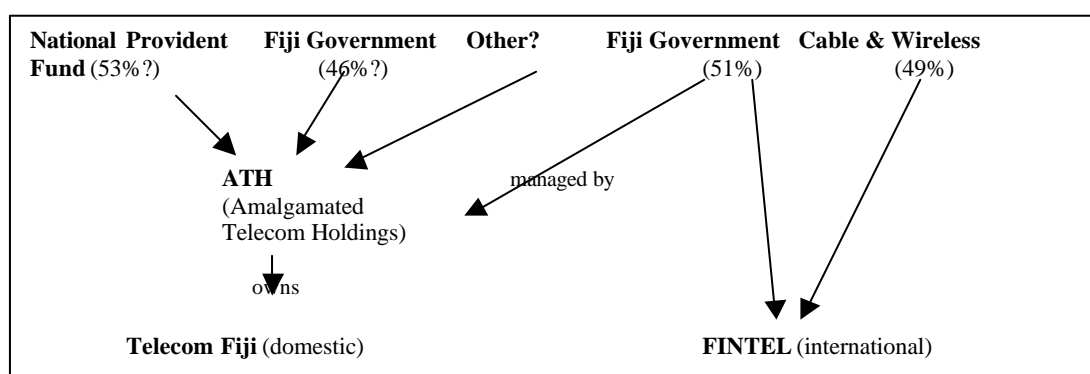 National Provident Fiji Government Other? Fiji Government Cable & Wireless
Fund (53%?) (46%?) (51%) (49%)
ATH managed by
(Amalgamated
Telecom Holdings)
owns
Telecom Fiji (domestic) FINTEL (international)